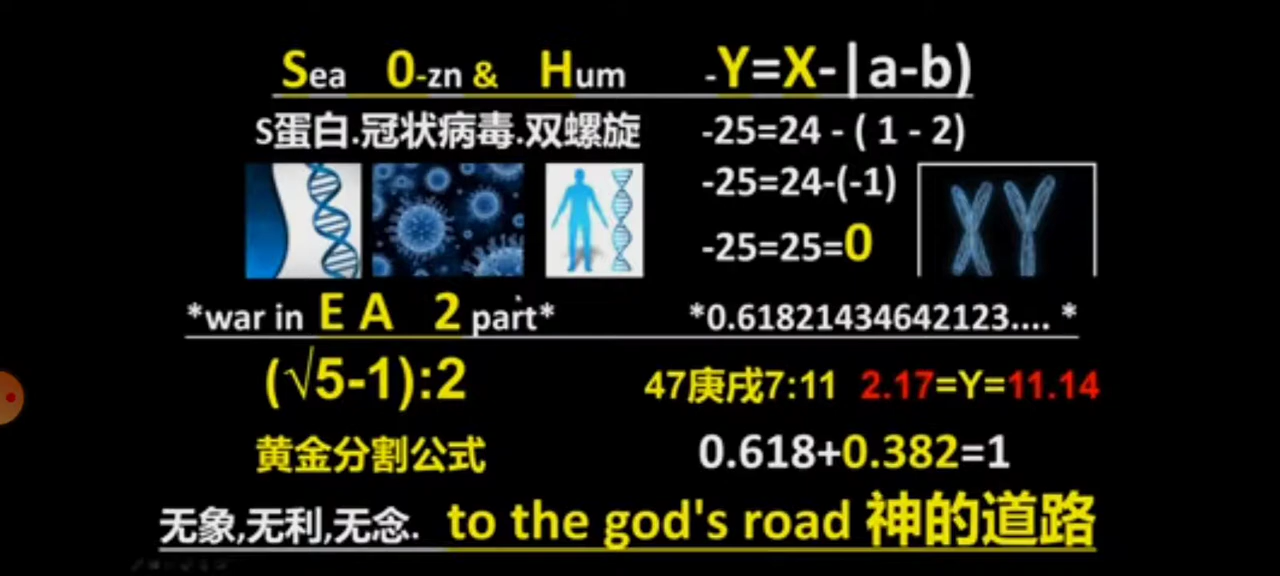 Sea 0-zn & Hum -Y=X-|a-b)
S蛋白.冠状病毒.双螺旋 -25=24 - ( 1 - 2)
-25=24-(-1)
-25=25=0
XY
*war in E A 2 part* *0.61821434642123.... *
(√5-1):2 47庚戌7:11 2.17=Y=11.14
黄金分割公式 0.618+0.382=1
无象,无利,无念. to the god's road 神的道路